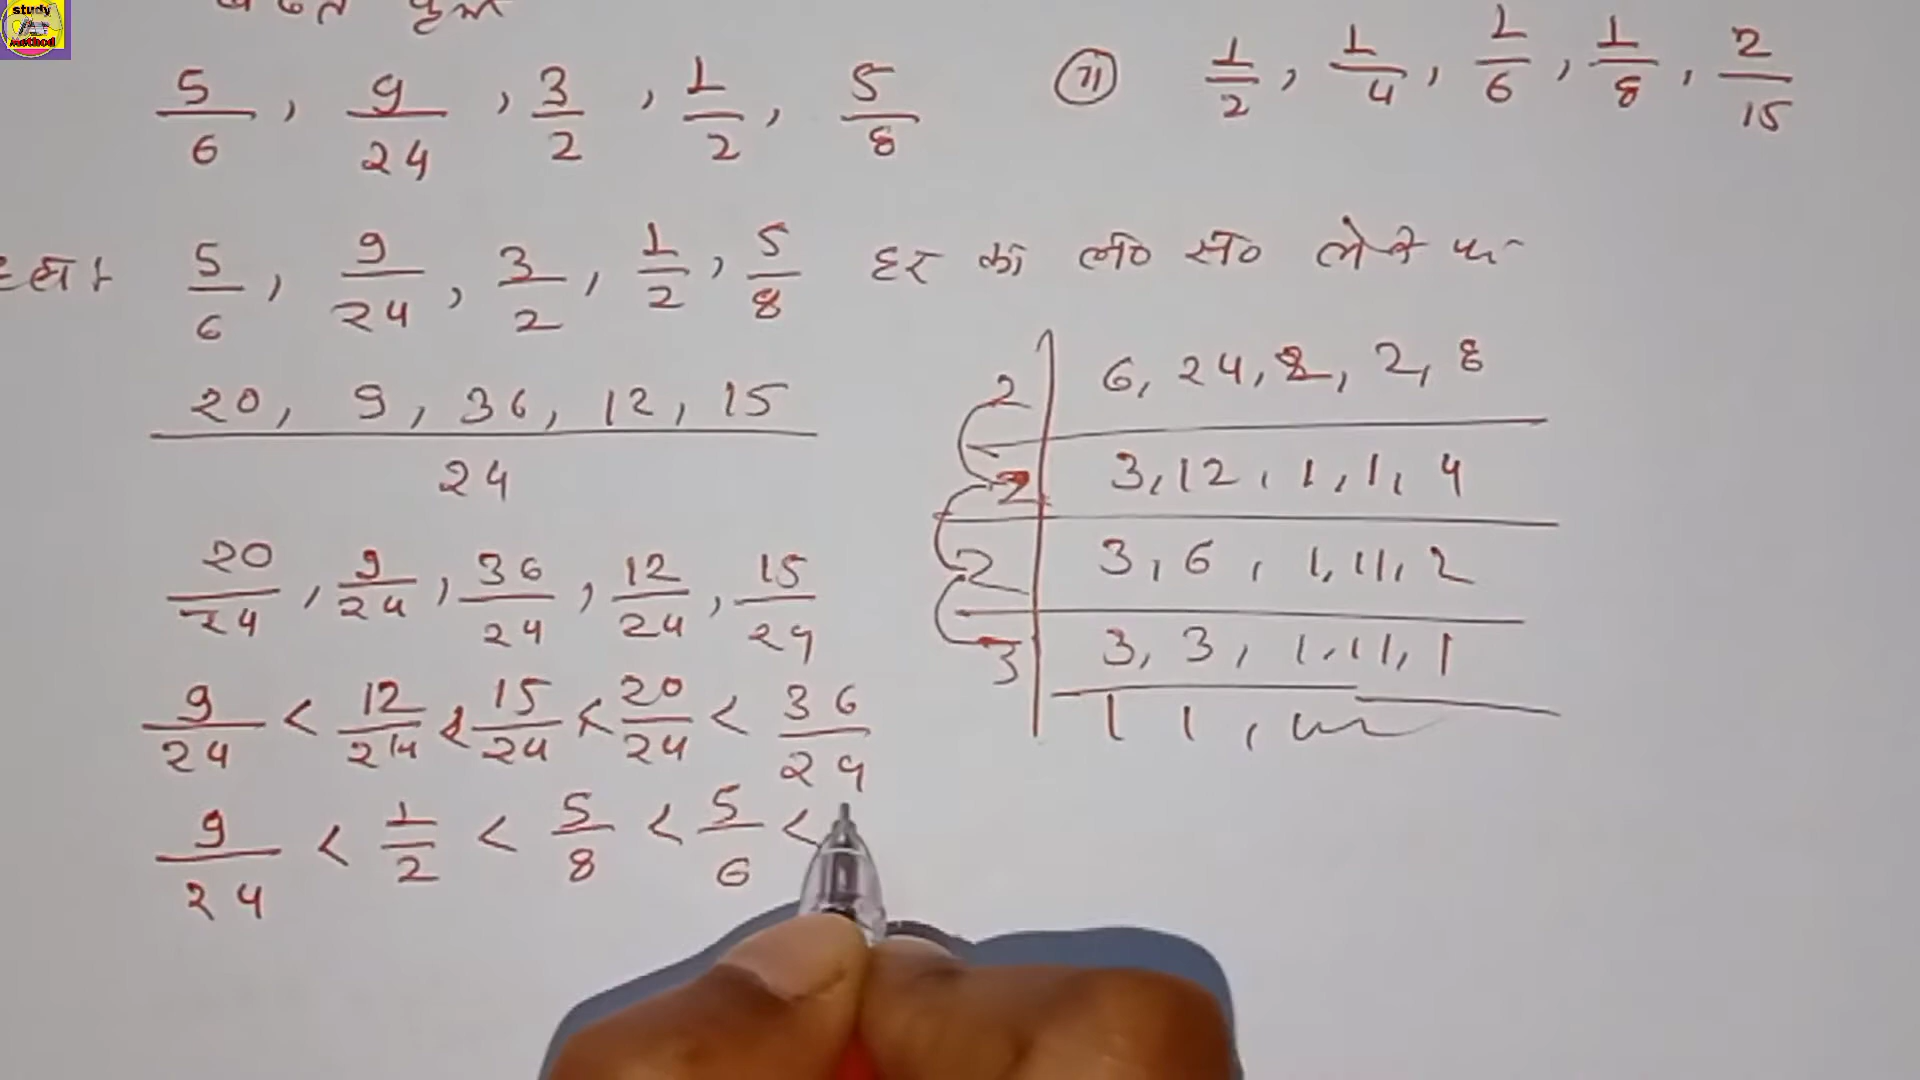 study
method
5/6, 9/24, 3/2, 1/2, 5/8
(ii) 1/2, 1/4, 1/6, 1/8, 2/15
5/6, 9/24, 3/2, 1/2, 5/8 हर का ल० स० लेने पर
20, 9, 36, 12, 15
24
20/24, 9/24, 36/24, 12/24, 15/24
9/24 < 12/24 < 15/24 < 20/24 < 36/24
9/24 < 1/2 < 5/8 < 5/6 <
2 | 6, 24, 2, 2, 8
2 | 3, 12, 1, 1, 4
2 | 3, 6, 1, 1, 2
3 | 3, 3, 1, 1, 1
1 1,